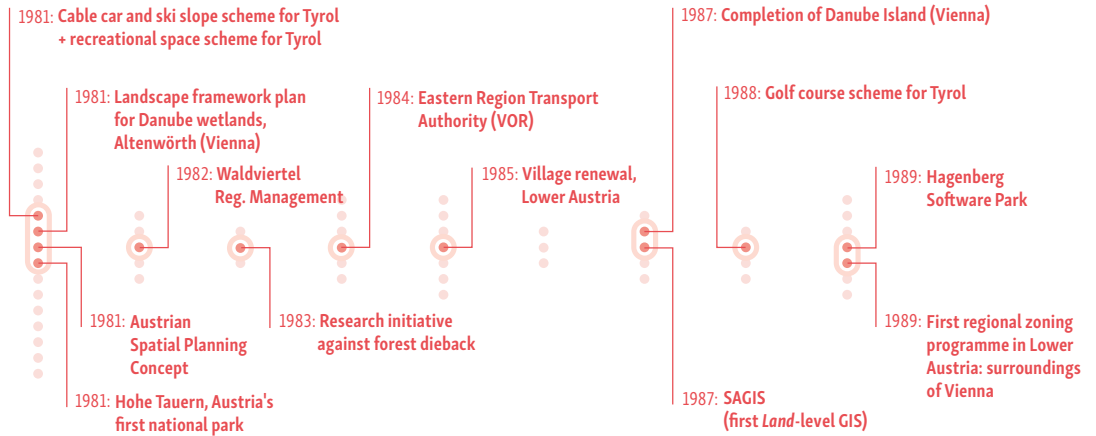 1981: Cable car and ski slope scheme for Tyrol
+ recreational space scheme for Tyrol
1981: Landscape framework plan
for Danube wetlands,
Altenwörth (Vienna)
1982: Waldviertel
Reg. Management
1984: Eastern Region Transport
Authority (VOR)
1985: Village renewal,
Lower Austria
1987: Completion of Danube Island (Vienna)
1988: Golf course scheme for Tyrol
1989: Hagenberg
Software Park
1981: Austrian
Spatial Planning
Concept
1981: Hohe Tauern, Austria's
first national park
1983: Research initiative
against forest dieback
1987: SAGIS
(first Land-level GIS)
1989: First regional zoning
programme in Lower
Austria: surroundings
of Vienna